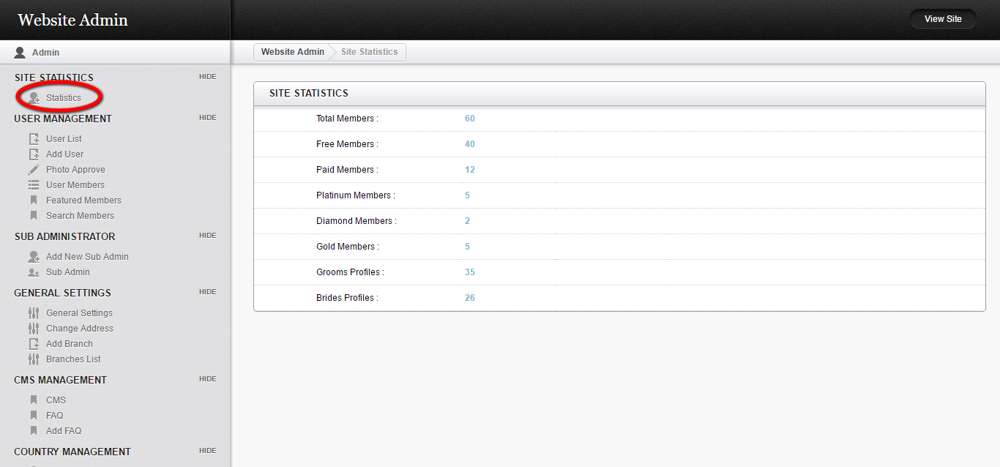 Website Admin
View Site
Admin
Website Admin
Site Statistics
SITE STATISTICS
HIDE
Statistics
USER MANAGEMENT
HIDE
User List
Add User
Photo Approve
User Members
Featured Members
Search Members
SUB ADMINISTRATOR
HIDE
Add New Sub Admin
Sub Admin
GENERAL SETTINGS
HIDE
General Settings
Change Address
Add Branch
Branches List
CMS MANAGEMENT
HIDE
CMS
FAQ
Add FAQ
COUNTRY MANAGEMENT
HIDE
SITE STATISTICS
Total Members : 60
Free Members : 40
Paid Members : 12
Platinum Members : 5
Diamond Members : 2
Gold Members : 5
Grooms Profiles : 35
Brides Profiles : 26